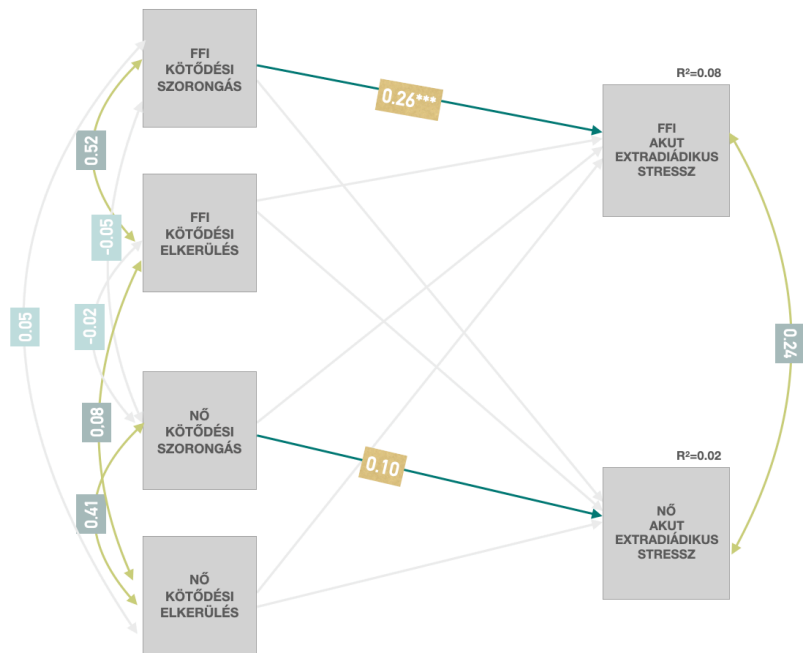 FFI
KÖTŐDÉSI
SZORONGÁS
R²=0.08
0.26***
FFI
AKUT
EXTRADIÁDIKUS
STRESSZ
0.52
FFI
KÖTŐDÉSI
ELKERÜLÉS
-0.05
0.05
-0.02
0.24
NŐ
KÖTŐDÉSI
SZORONGÁS
0.08
0.10
R²=0.02
0.41
NŐ
AKUT
EXTRADIÁDIKUS
STRESSZ
NŐ
KÖTŐDÉSI
ELKERÜLÉS